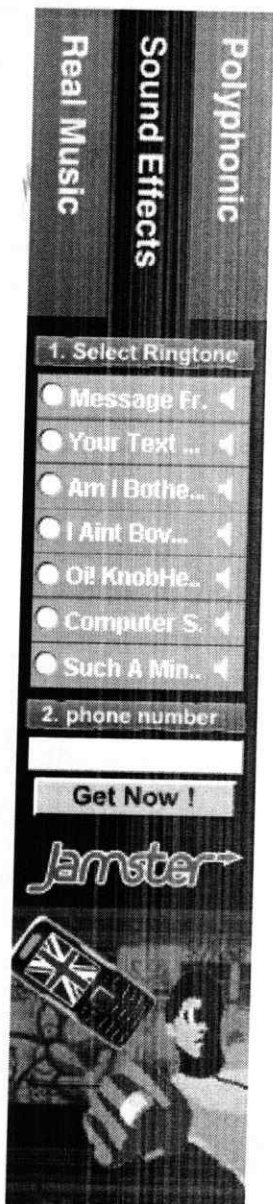 Real Music
Sound Effects
Polyphonic
1. Select Ringtone
Message Fr.
Your Text ...
Am I Bothe...
I Aint Bov...
Oi! KnobHe..
Computer S.
Such A Min..
2. phone number
Get Now !
Jamster